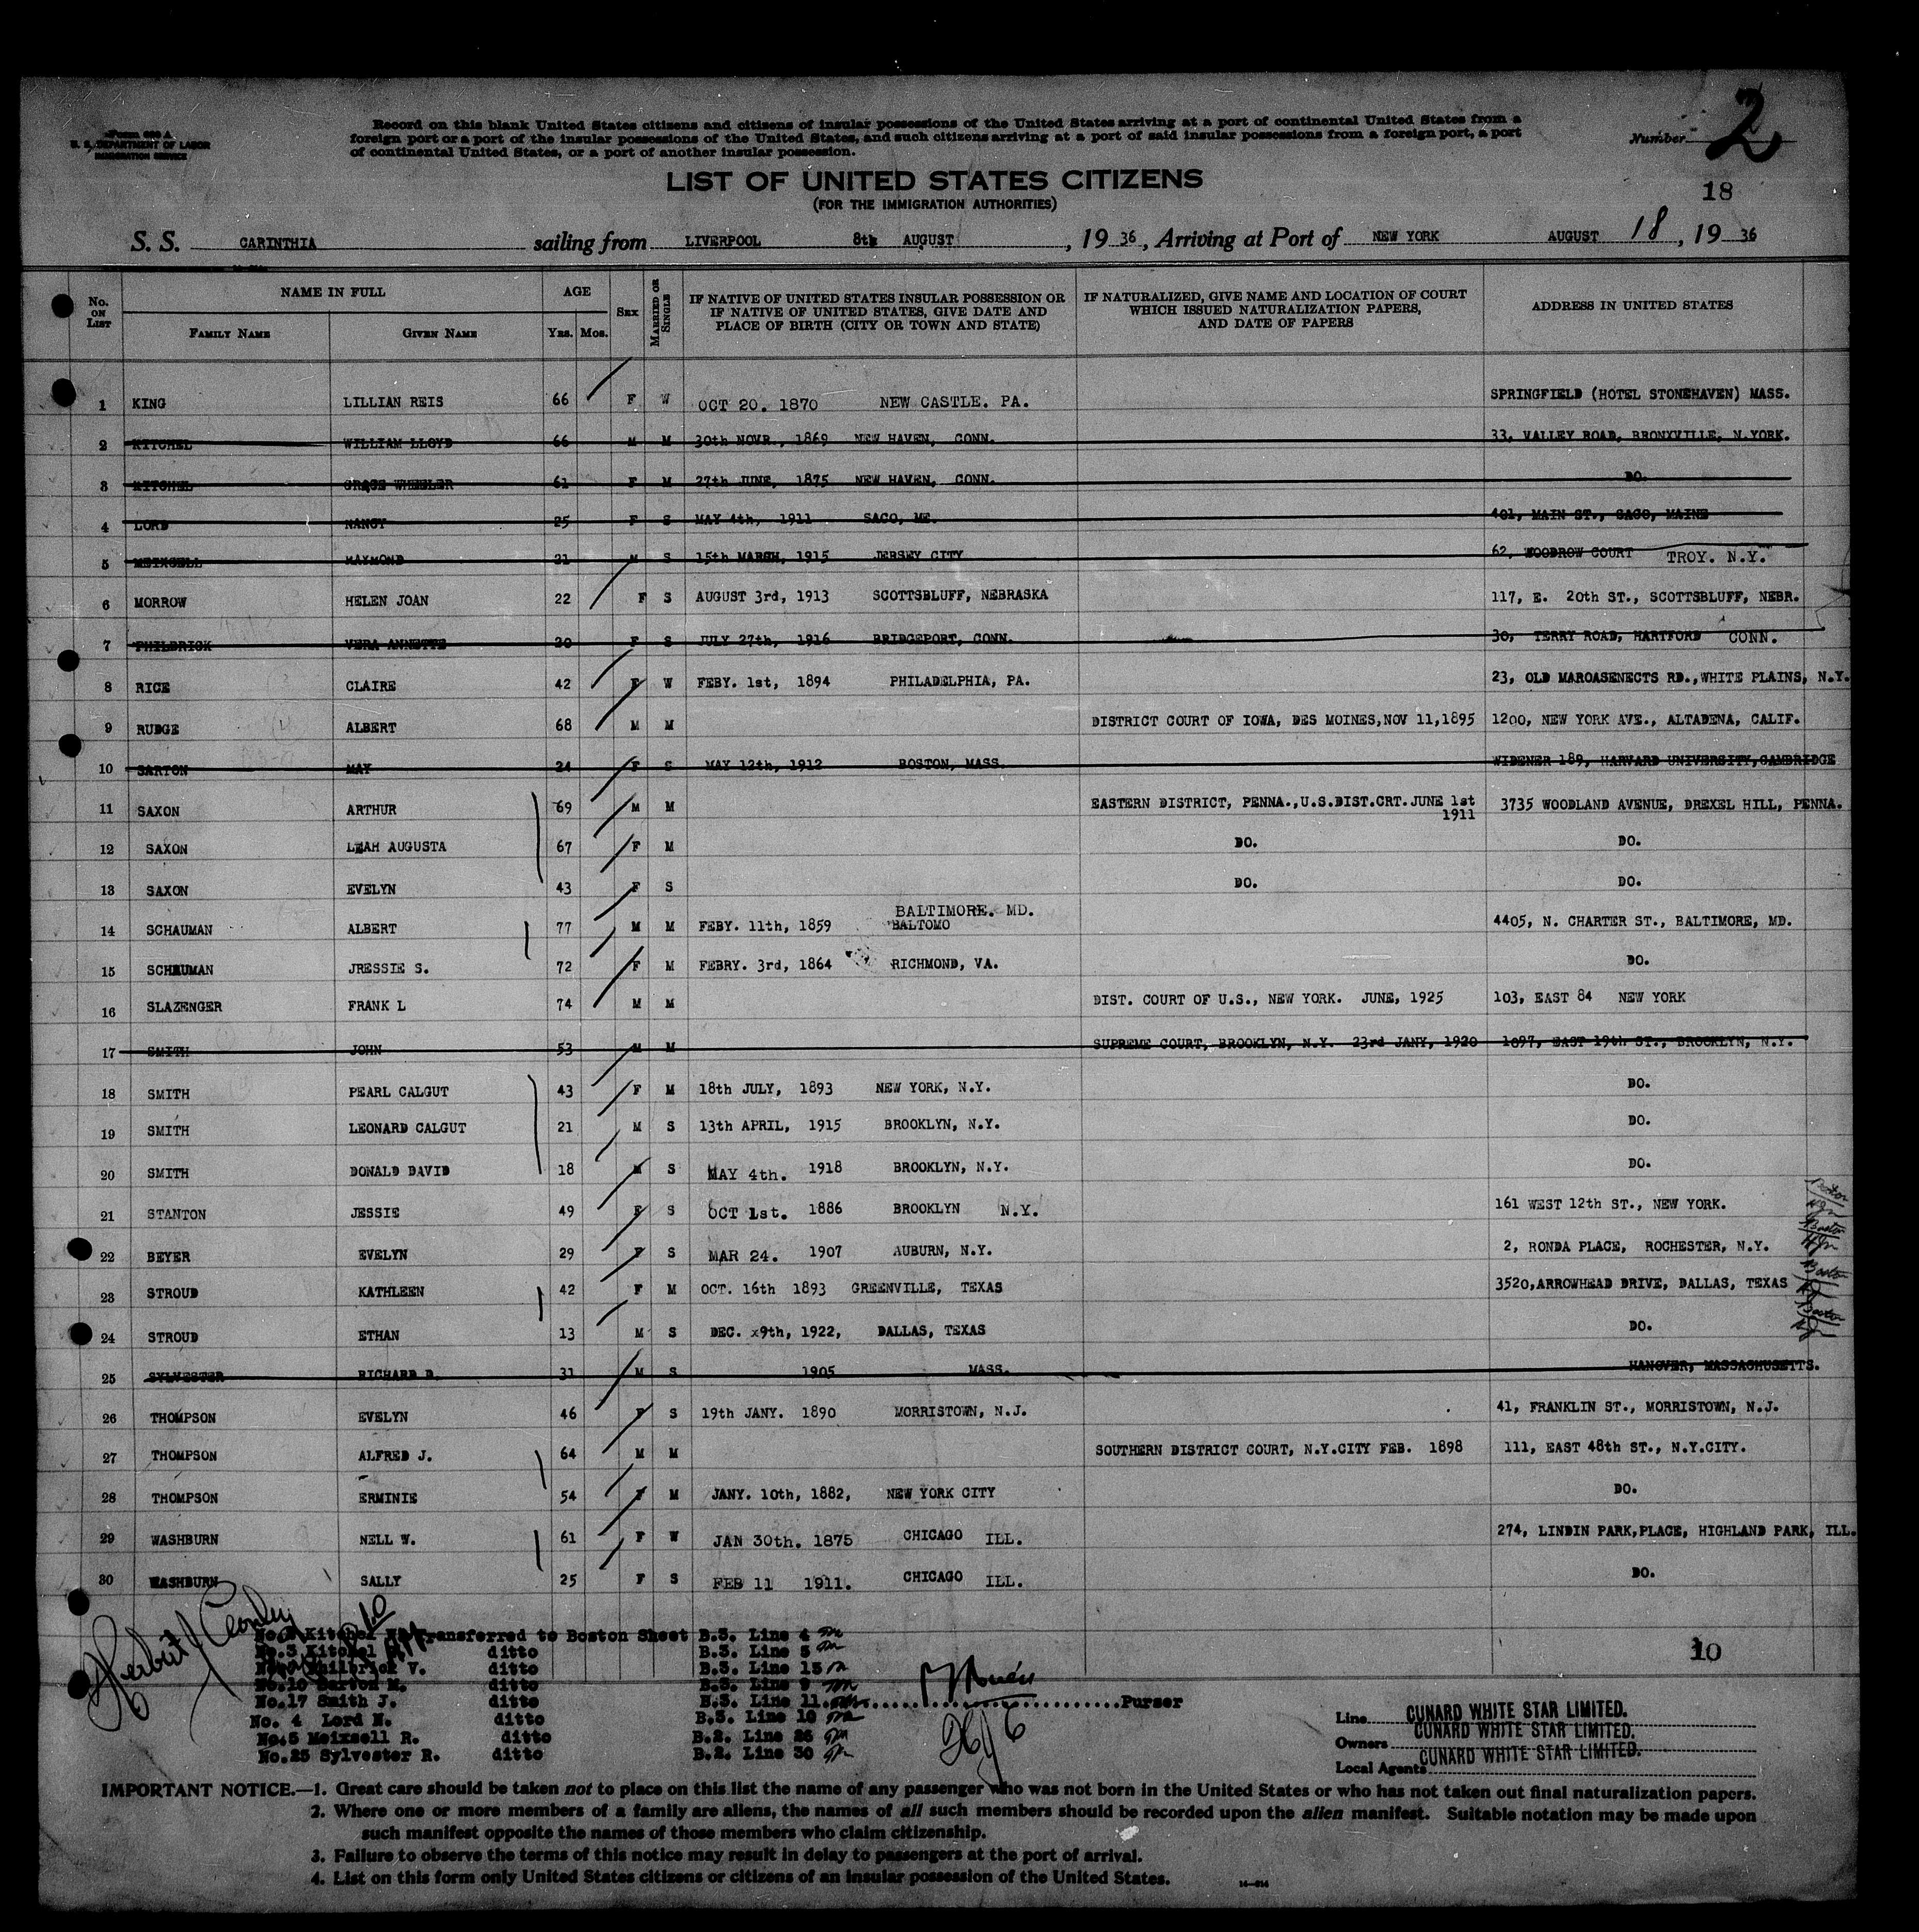 Form 630 A
U. S. DEPARTMENT OF LABOR
IMMIGRATION SERVICE
Record on this blank United States citizens and citizens of insular possessions of the United States arriving at a port of continental United States from a
foreign port or a port of the insular possessions of the United States, and such citizens arriving at a port of said insular possessions from a foreign port, a port
of continental United States, or a port of another insular possession.
Number 2
LIST OF UNITED STATES CITIZENS
(FOR THE IMMIGRATION AUTHORITIES)
18
S. S. CARINTHIA sailing from LIVERPOOL 8th AUGUST, 19 36, Arriving at Port of NEW YORK AUGUST 18, 19 36
No. ON LIST NAME IN FULL FAMILY NAME GIVEN NAME AGE YRS. MOS. SEX MARRIED OR SINGLE IF NATIVE OF UNITED STATES INSULAR POSSESSION OR IF NATIVE OF UNITED STATES, GIVE DATE AND PLACE OF BIRTH (CITY OR TOWN AND STATE) IF NATURALIZED, GIVE NAME AND LOCATION OF COURT WHICH ISSUED NATURALIZATION PAPERS, AND DATE OF PAPERS ADDRESS IN UNITED STATES
1 KING LILLIAN REIS 66 F W OCT 20. 1870 NEW CASTLE. PA. SPRINGFIELD (HOTEL STONEHAVEN) MASS.
2 KITCHEL WILLIAM LLOYD 66 M M 30th NOVR., 1869 NEW HAVEN, CONN. 33, VALLEY ROAD, BRONXVILLE, N.YORK.
3 KITCHEL GRACE WHEELER 61 F M 27th JUNE, 1875 NEW HAVEN, CONN. DO.
4 LORD NANCY 25 F S MAY 4th, 1911 SACO, ME. 401, MAIN ST., SACO, MAINE
5 MEIXSELL RAYMOND 21 M S 15th MARCH, 1915 JERSEY CITY 62, WOODROW COURT TROY. N.Y.
6 MORROW HELEN JOAN 22 F S AUGUST 3rd, 1913 SCOTTSBLUFF, NEBRASKA 117, E. 20th ST., SCOTTSBLUFF, NEBR.
7 PHILBRICK VERA ANNETTE 20 F S JULY 27th, 1916 BRIDGEPORT, CONN. 30, TERRY ROAD, HARTFORD CONN.
8 RICE CLAIRE 42 F W FEBY. 1st, 1894 PHILADELPHIA, PA. 23, OLD MAROASENECTS RD., WHITE PLAINS, N.Y.
9 RUDGE ALBERT 68 M M DISTRICT COURT OF IOWA, DES MOINES,NOV 11,1895 1200, NEW YORK AVE., ALTADENA, CALIF.
10 SARTON MAY 24 F S MAY 12th, 1912 BOSTON, MASS. WIDENER 189, HARVARD UNIVERSITY,CAMBRIDGE
11 SAXON ARTHUR 69 M M EASTERN DISTRICT, PENNA.,U.S.DIST.CRT.JUNE 1st 1911 3735 WOODLAND AVENUE, DREXEL HILL, PENNA.
12 SAXON LEAH AUGUSTA 67 F M DO. DO.
13 SAXON EVELYN 43 F S DO. DO.
BALTIMORE. MD.
14 SCHAUMAN ALBERT 77 M M FEBY. 11th, 1859 BALTOMO 4405, N. CHARTER ST., BALTIMORE, MD.
15 SCHAUMAN JRESSIE S. 72 F M FEBRY. 3rd, 1864 RICHMOND, VA. DO.
16 SLAZENGER FRANK L 74 M M DIST. COURT OF U.S., NEW YORK. JUNE, 1925 103, EAST 84 NEW YORK
17 SMITH JOHN 53 M M SUPREME COURT, BROOKLYN, N.Y. 23rd JANY, 1920 1897, EAST 19th ST., BROOKLYN, N.Y.
18 SMITH PEARL CALGUT 43 F M 18th JULY, 1893 NEW YORK, N.Y. DO.
19 SMITH LEONARD CALGUT 21 M S 13th APRIL, 1915 BROOKLYN, N.Y. DO.
20 SMITH DONALD DAVID 18 M S MAY 4th. 1918 BROOKLYN, N.Y. DO.
21 STANTON JESSIE 49 F S OCT 1st. 1886 BROOKLYN N.Y. 161 WEST 12th ST., NEW YORK.
22 BEYER EVELYN 29 F S MAR 24. 1907 AUBURN, N.Y. 2, RONDA PLACE, ROCHESTER, N.Y.
23 STROUD KATHLEEN 42 F M OCT. 16th 1893 GREENVILLE, TEXAS 3520,ARROWHEAD DRIVE, DALLAS, TEXAS
24 STROUD ETHAN 13 M S DEC. x9th, 1922, DALLAS, TEXAS DO.
25 SYLVESTER RICHARD D. 31 M S 1905 MASS. HANOVER, MASSACHUSETTS.
26 THOMPSON EVELYN 46 F S 19th JANY. 1890 MORRISTOWN, N.J. 41, FRANKLIN ST., MORRISTOWN, N.J.
27 THOMPSON ALFRED J. 64 M M SOUTHERN DISTRICT COURT, N.Y.CITY FEB. 1898 111, EAST 48th ST., N.Y.CITY.
28 THOMPSON ERMINIE 54 F M JANY. 10th, 1882, NEW YORK CITY DO.
29 WASHBURN NELL W. 61 F W JAN 30th. 1875 CHICAGO ILL. 274, LINDIN PARK,PLACE, HIGHLAND PARK, ILL.
30 WASHBURN SALLY 25 F S FEB 11 1911. CHICAGO ILL. DO.
No.2 Kitchel Transferred to Boston Sheet B.3. Line 4
No.3 Kitchel ditto B.3. Line 5
Philbrick V. ditto B.3. Line 15
No.10 Sarton M. ditto B.3. Line 9
No.17 Smith J. ditto B.3. Line 11 Purser
No. 4 Lord N. ditto B.3. Line 10
No.5 Meixsell R. ditto B.2. Line 26
No.25 Sylvester R. ditto B.2. Line 30
10
Line CUNARD WHITE STAR LIMITED.
Owners CUNARD WHITE STAR LIMITED.
Local Agents CUNARD WHITE STAR LIMITED.
IMPORTANT NOTICE.—1. Great care should be taken not to place on this list the name of any passenger who was not born in the United States or who has not taken out final naturalization papers.
2. Where one or more members of a family are aliens, the names of all such members should be recorded upon the alien manifest. Suitable notation may be made upon
such manifest opposite the names of those members who claim citizenship.
3. Failure to observe the terms of this notice may result in delay to passengers at the port of arrival.
4. List on this form only United States citizens or citizens of an insular possession of the United States.